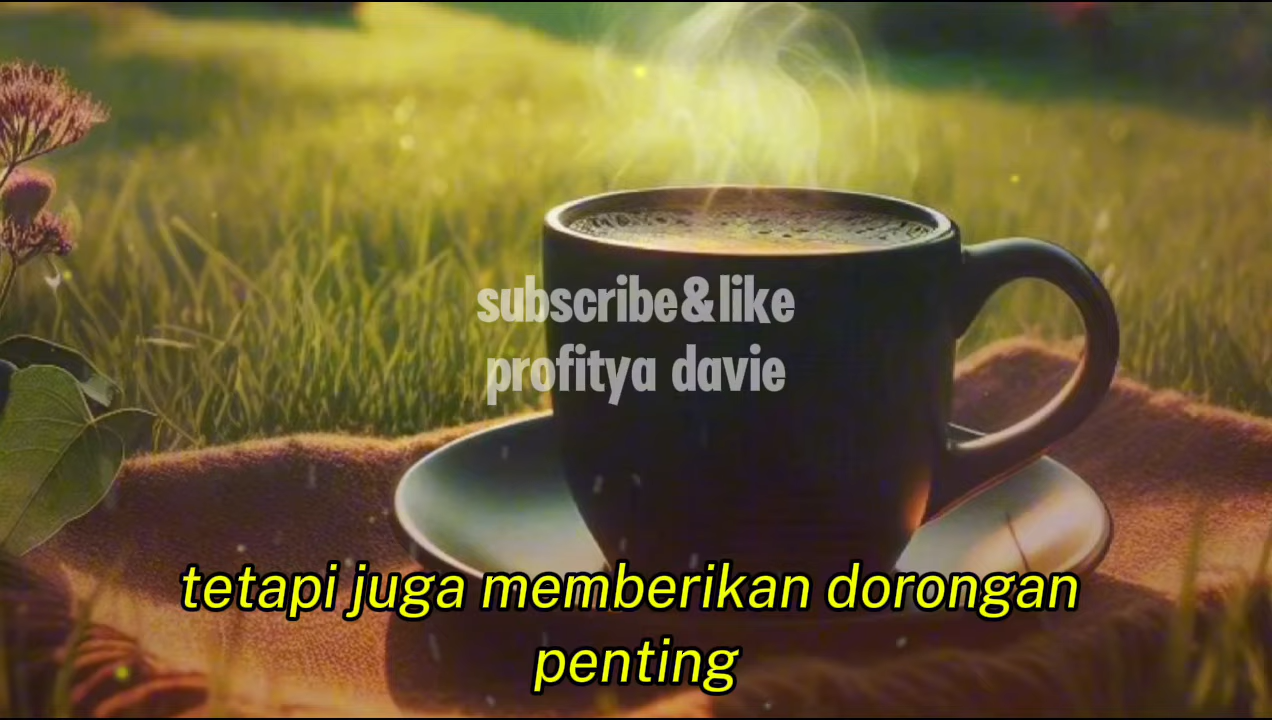 subscribe&like
profitya davie
tetapi juga memberikan dorongan
penting